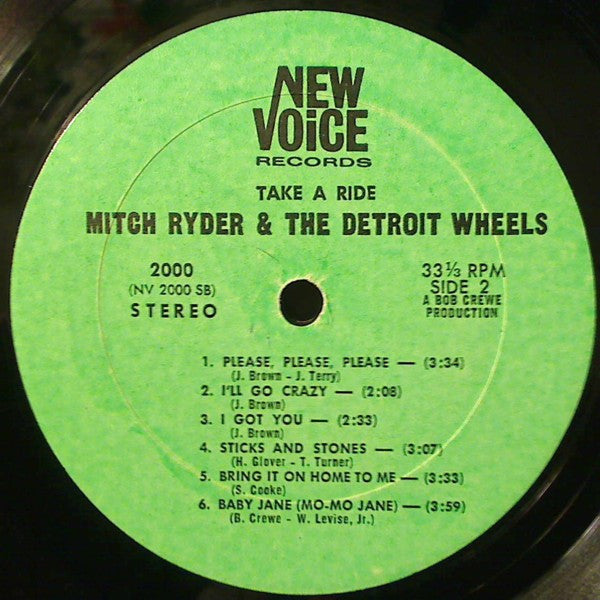 NEW
VOiCE
RECORDS
TAKE A RIDE
MITCH RYDER & THE DETROIT WHEELS
2000
(NV 2000 SB)
STEREO
33⅓ RPM
SIDE 2
A BOB CREWE
PRODUCTION
1. PLEASE, PLEASE, PLEASE — (3:34)
(J. Brown - J. Terry)
2. I'LL GO CRAZY — (2:08)
(J. Brown)
3. I GOT YOU — (2:33)
(J. Brown)
4. STICKS AND STONES — (3:07)
(H. Glover - T. Turner)
5. BRING IT ON HOME TO ME — (3:33)
(S. Cooke)
6. BABY JANE (MO-MO JANE) — (3:59)
(B. Crewe - W. Levise, Jr.)